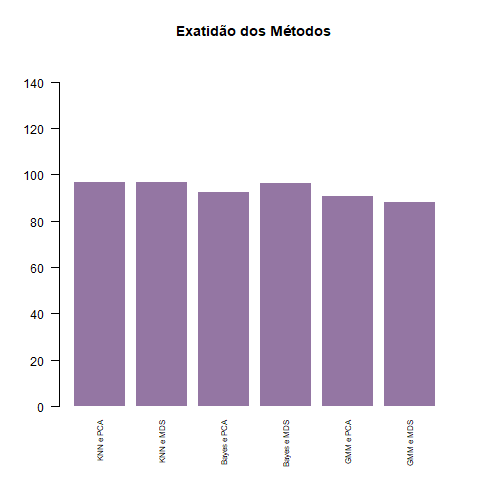 Exatidão dos Métodos
140
120
100
80
60
40
20
0
KNN e PCA
KNN e MDS
Bayes e PCA
Bayes e MDS
GMM e PCA
GMM e MDS